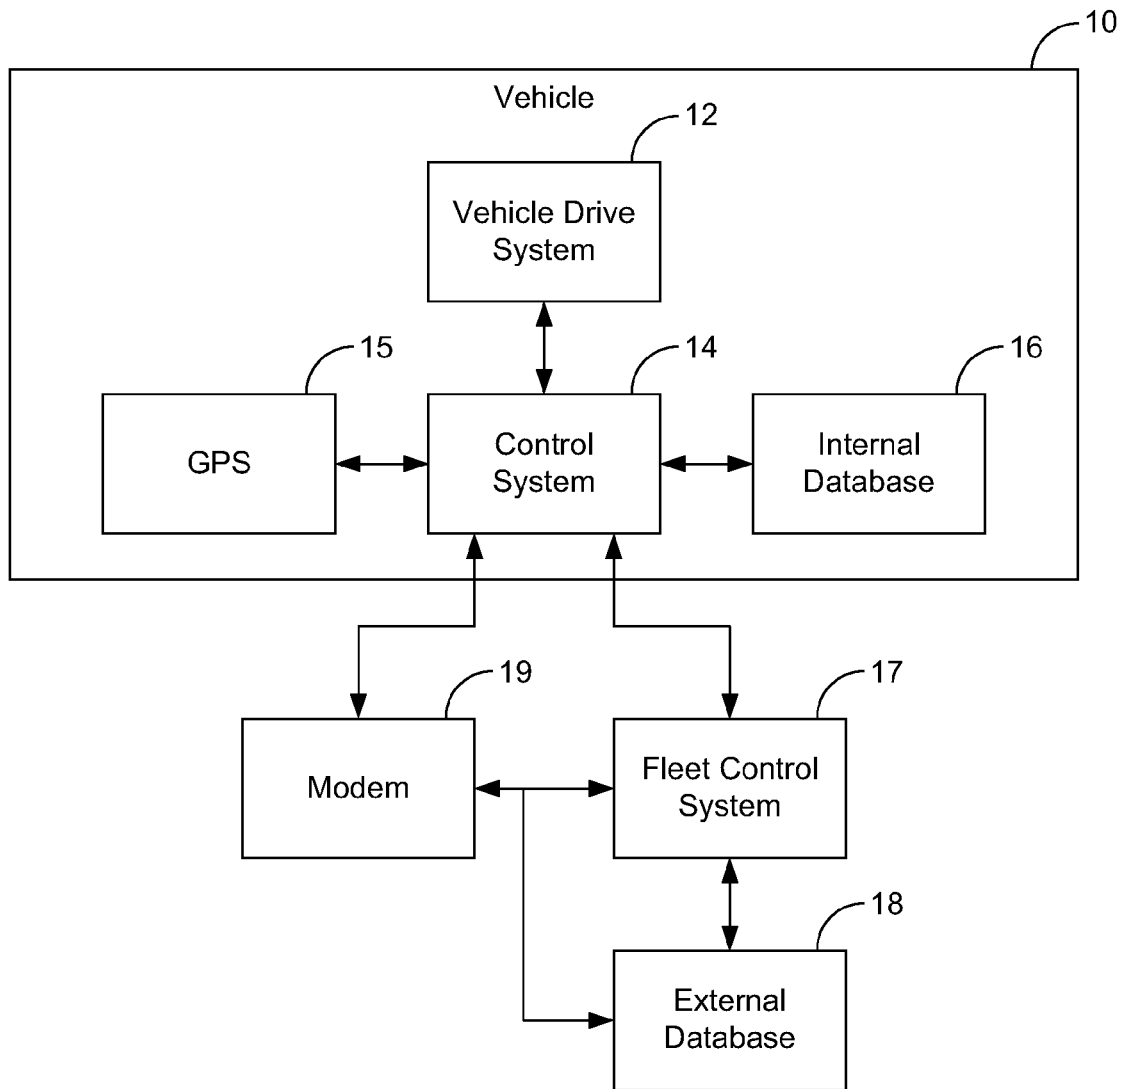 10
Vehicle
12
Vehicle Drive
System
15
14
16
GPS
Control
System
Internal
Database
19
17
Modem
Fleet Control
System
18
External
Database